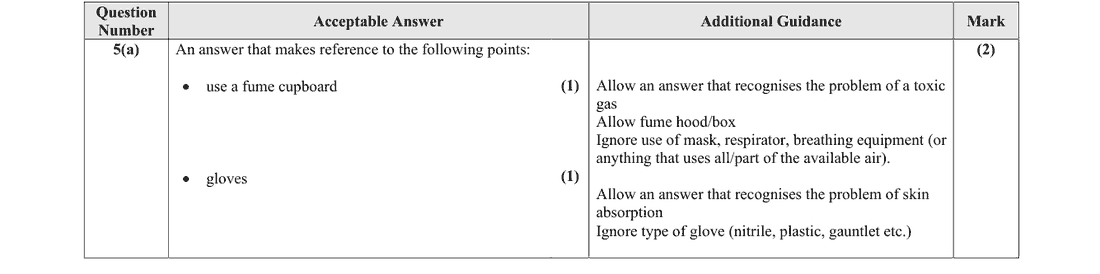 Question Number Acceptable Answer Additional Guidance Mark
5(a) An answer that makes reference to the following points: (2)
• use a fume cupboard (1) Allow an answer that recognises the problem of a toxic
gas
Allow fume hood/box
Ignore use of mask, respirator, breathing equipment (or
anything that uses all/part of the available air).
• gloves (1)
Allow an answer that recognises the problem of skin
absorption
Ignore type of glove (nitrile, plastic, gauntlet etc.)